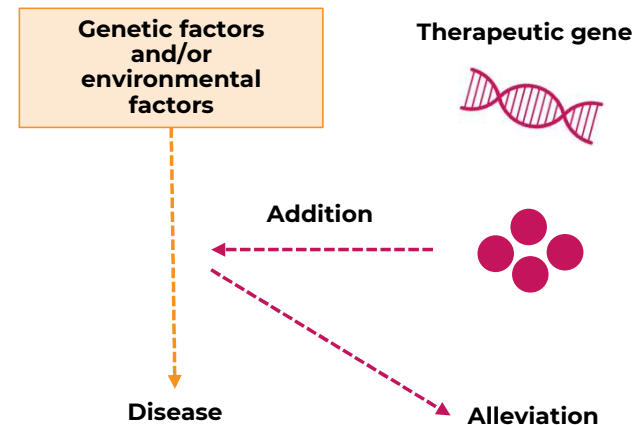 Genetic factors
and/or
environmental
factors
Therapeutic gene
Addition
Disease
Alleviation